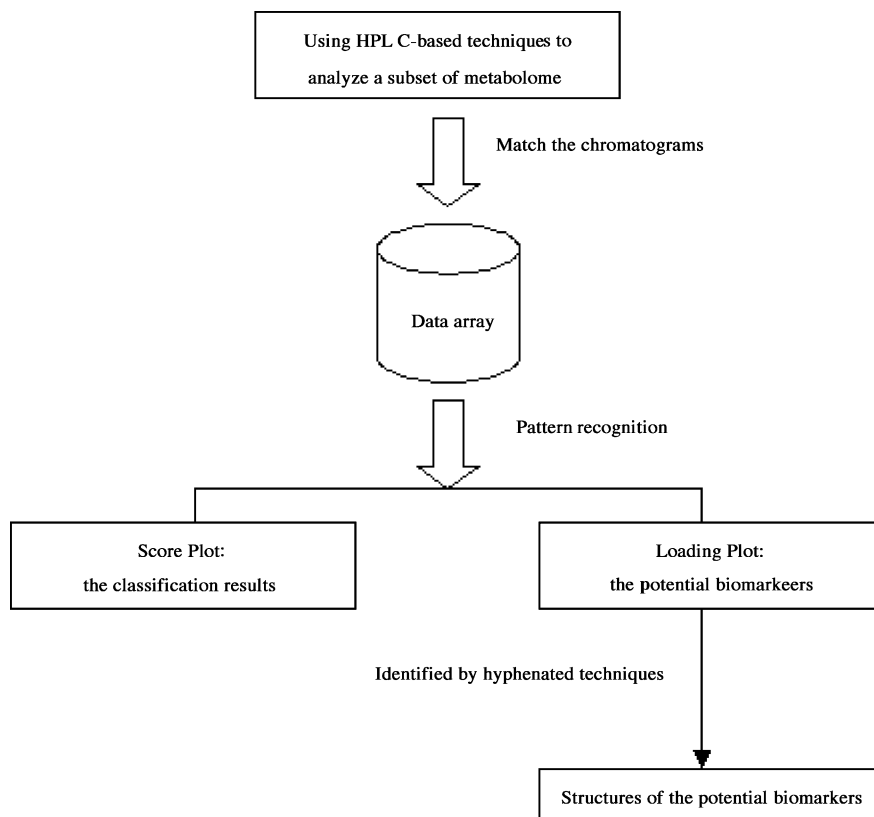 Using HPL C-based techniques to
analyze a subset of metabolome
Match the chromatograms
Data array
Pattern recognition
Score Plot:
the classification results
Loading Plot:
the potential biomarkeers
Identified by hyphenated techniques
Structures of the potential biomarkers